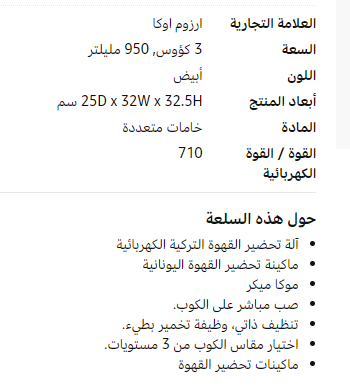 العلامة التجارية ارزوم اوكا
السعة 3 كؤوس, 950 مليلتر
اللون أبيض
أبعاد المنتج 25D x 32W x 32.5H سم
المادة خامات متعددة
القوة / القوة الكهربائية 710
حول هذه السلعة
آلة تحضير القهوة التركية الكهربائية
ماكينة تحضير القهوة اليونانية
موكا ميكر
صب مباشر على الكوب.
تنظيف ذاتي، وظيفة تخمير بطيء.
اختيار مقاس الكوب من 3 مستويات.
ماكينات تحضير القهوة